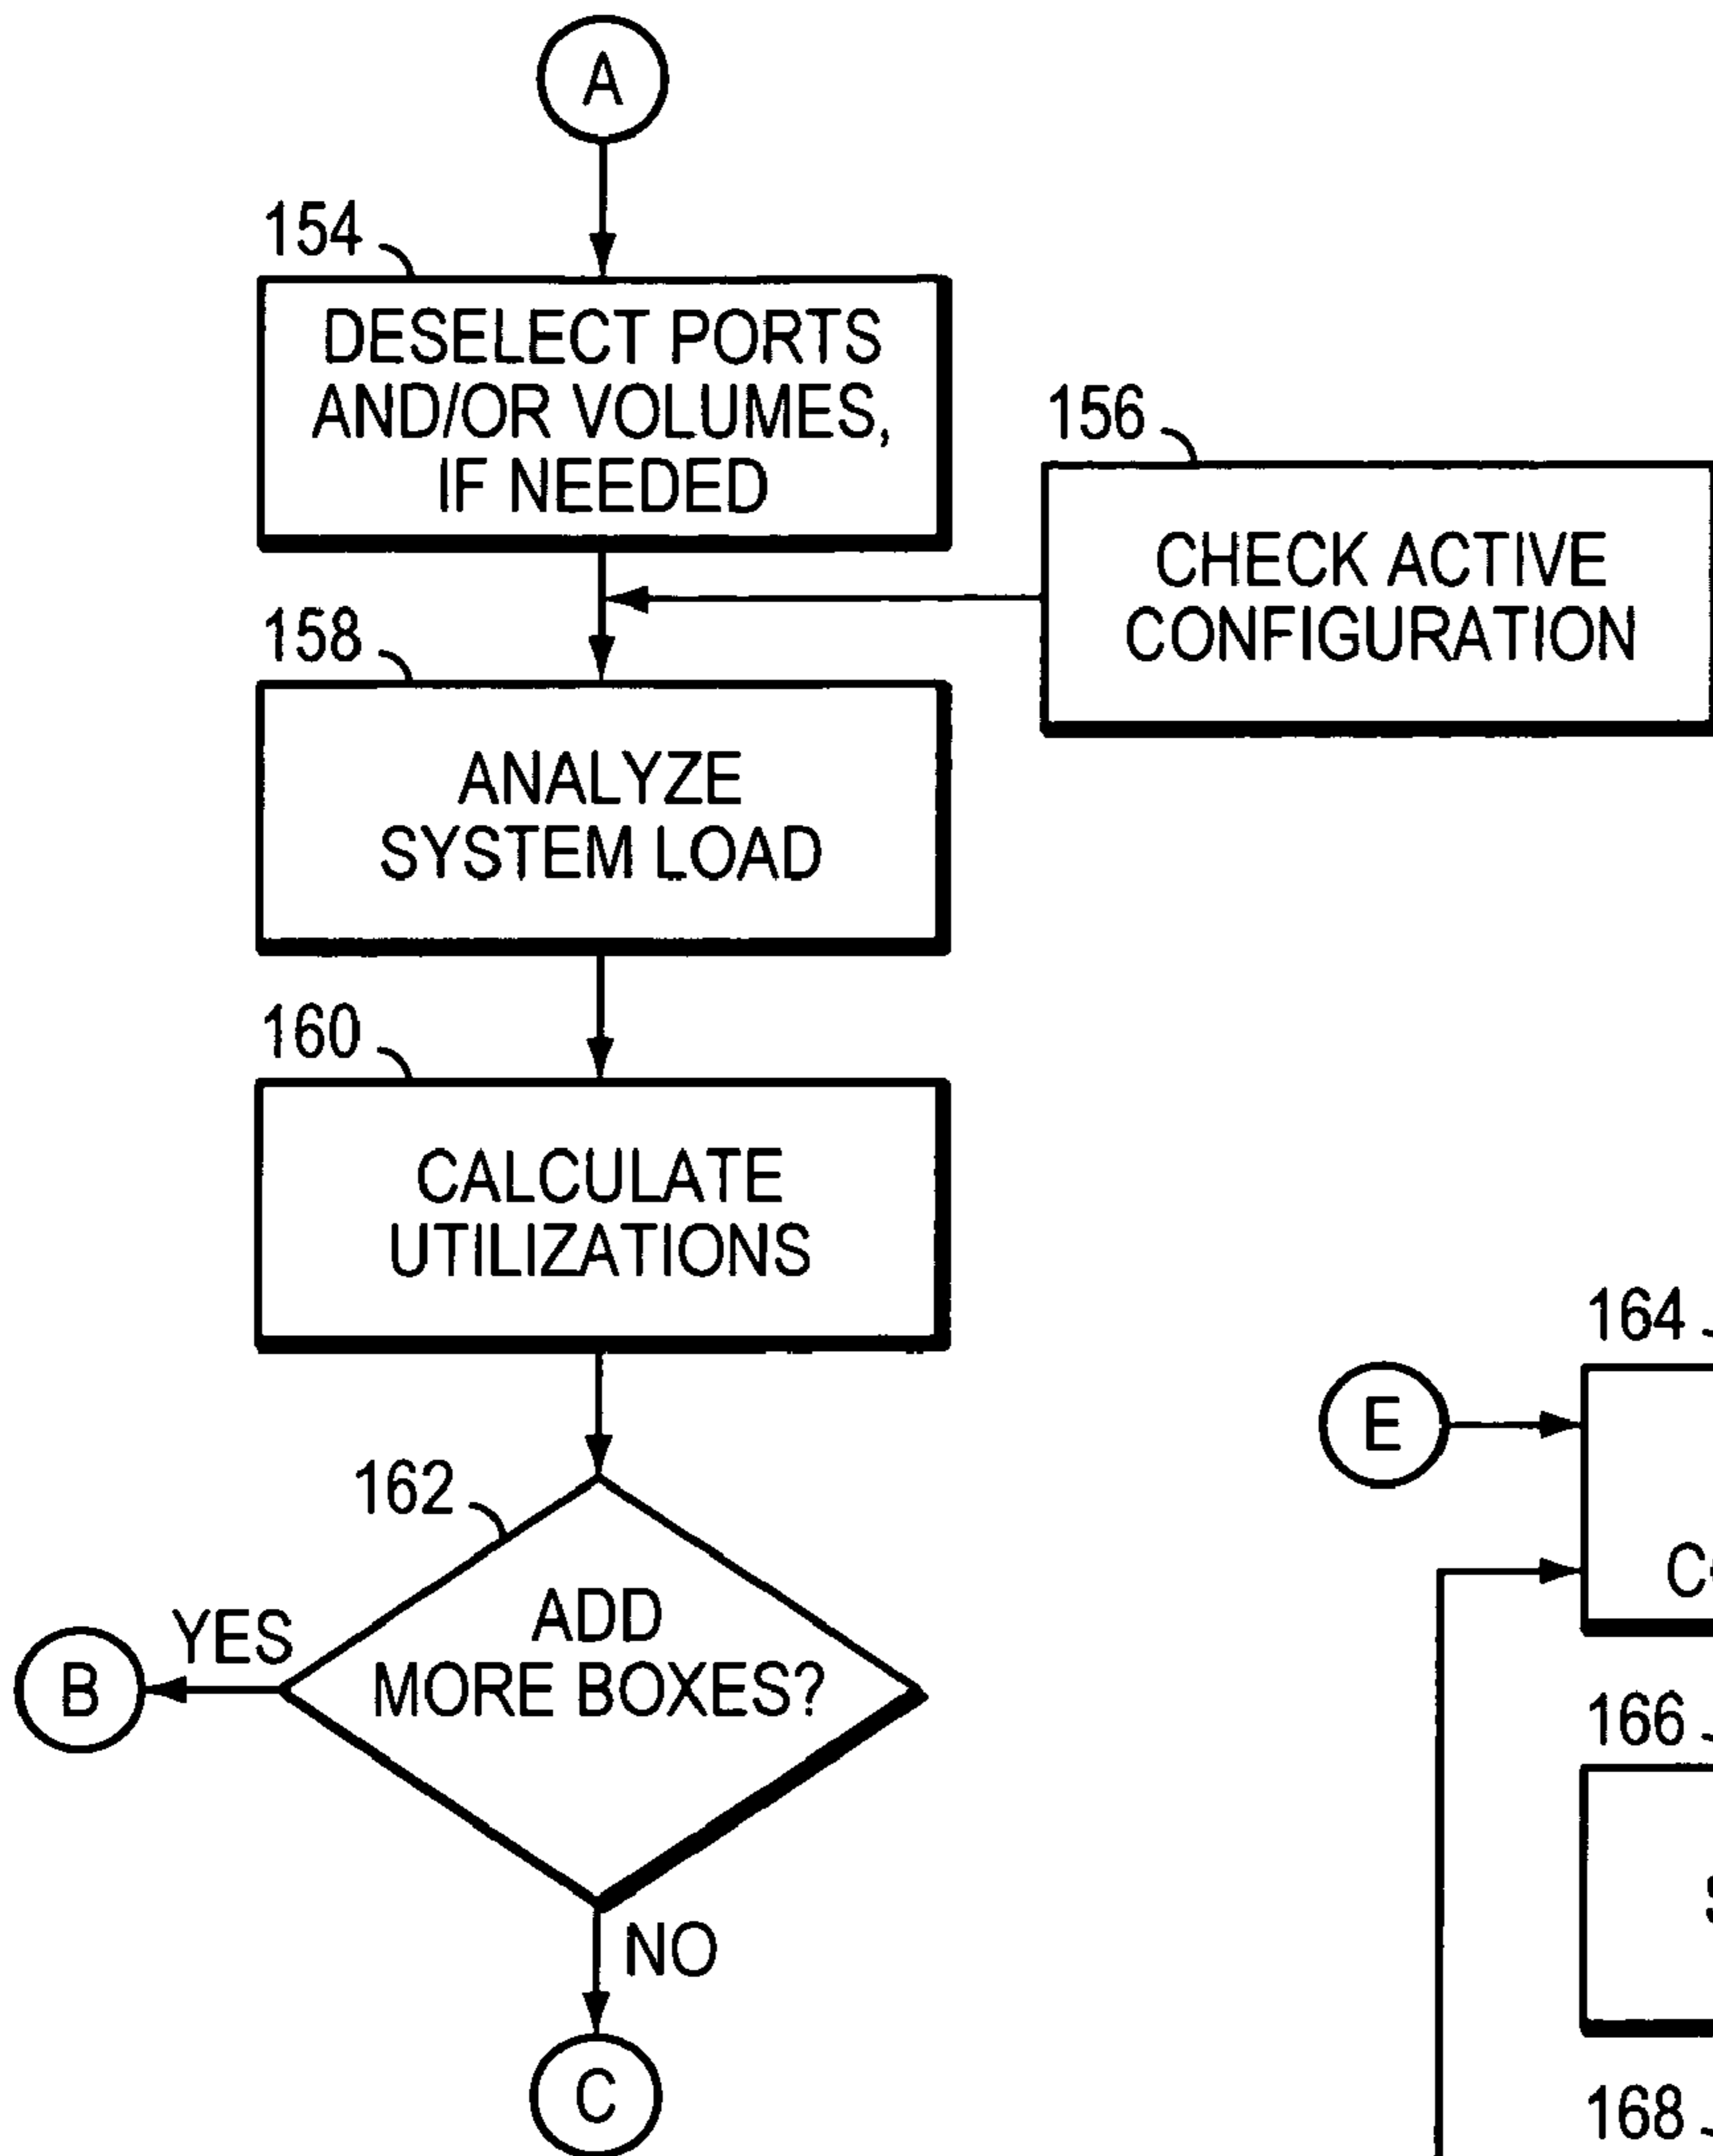 A
154
DESELECT PORTS
AND/OR VOLUMES,
IF NEEDED
156
CHECK ACTIVE
CONFIGURATION
158
ANALYZE
SYSTEM LOAD
160
CALCULATE
UTILIZATIONS
162
ADD
MORE BOXES?
YES
B
NO
C
164
E
166
168